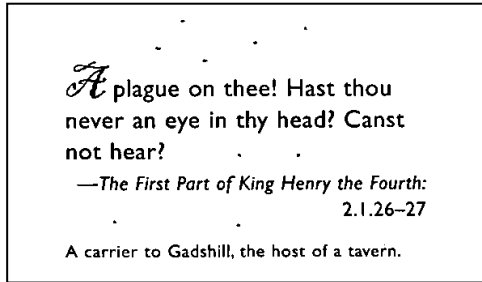 A plague on thee! Hast thou
never an eye in thy head? Canst
not hear?
—The First Part of King Henry the Fourth:
2.1.26–27
A carrier to Gadshill, the host of a tavern.